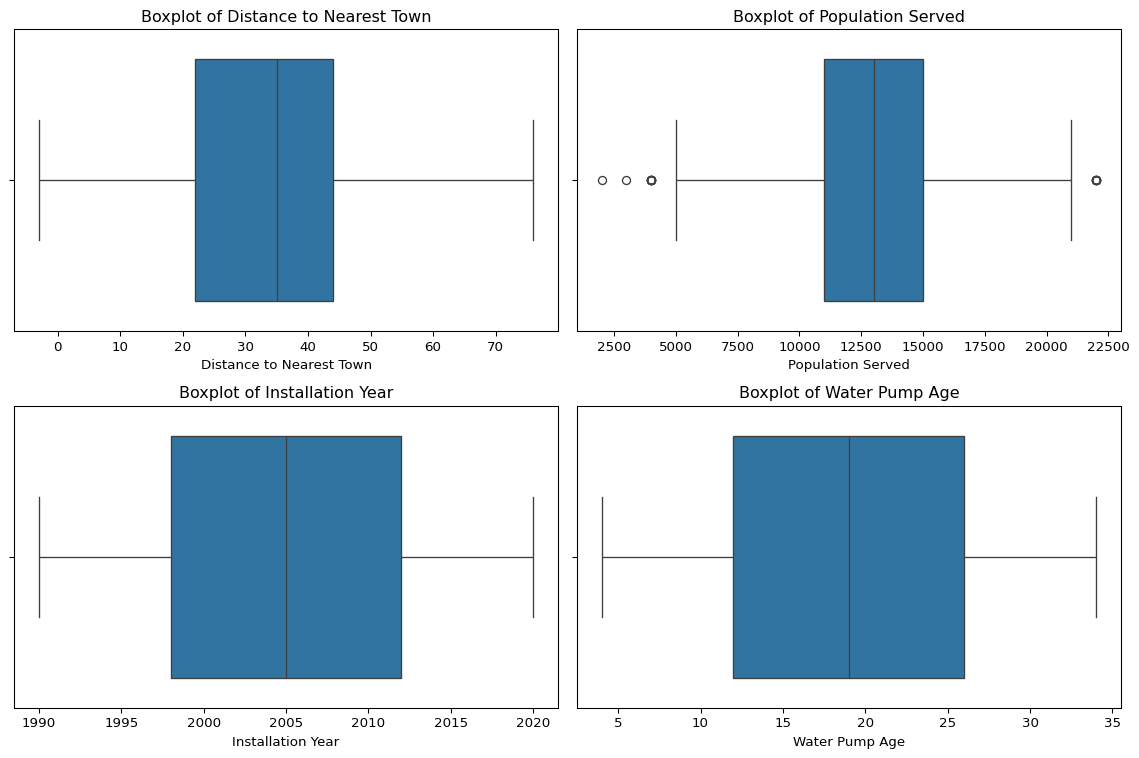 Boxplot of Distance to Nearest Town
0 10 20 30 40 50 60 70
Distance to Nearest Town
Boxplot of Population Served
2500 5000 7500 10000 12500 15000 17500 20000 22500
Population Served
Boxplot of Installation Year
1990 1995 2000 2005 2010 2015 2020
Installation Year
Boxplot of Water Pump Age
5 10 15 20 25 30 35
Water Pump Age